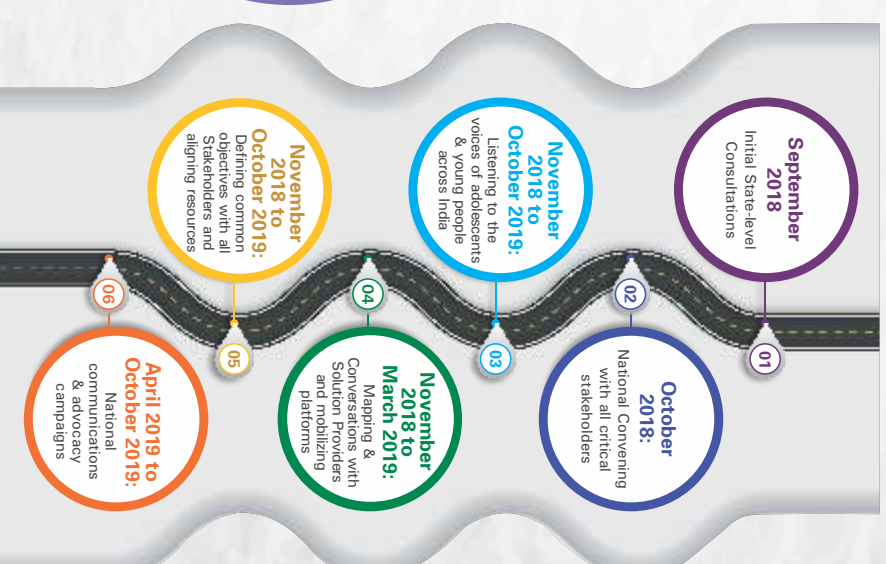 September
2018
Initial State-level
Consultations
01
October
2018:
National Convening
with all critical
stakeholders
02
November
2018 to
October 2019:
Listening to the
voices of adolescents
& young people
across India
03
November
2018 to
March 2019:
Mapping &
Conversations with
Solution Providers
and mobilizing
platforms
04
November
2018 to
October 2019:
Defining common
objectives with all
Stakeholders and
aligning resources
05
April 2019 to
October 2019:
National
communications
& advocacy
campaigns
06